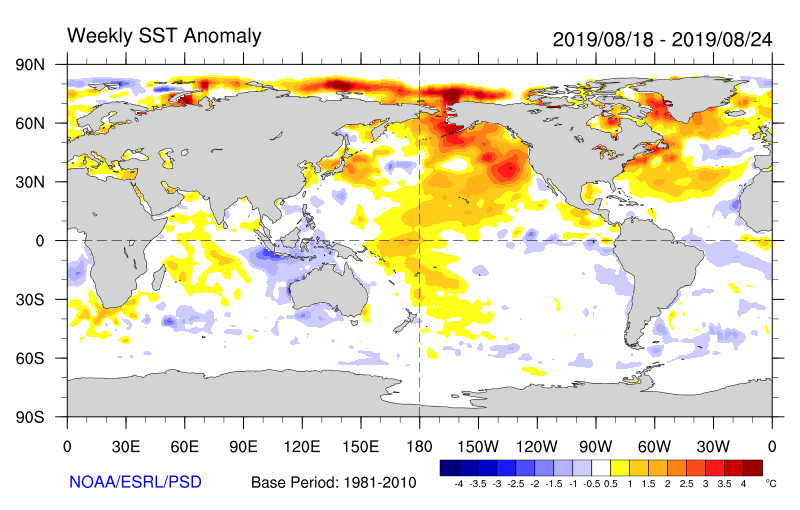 Weekly SST Anomaly
2019/08/18 - 2019/08/24
90N
60N
30N
0
30S
60S
90S
0 30E 60E 90E 120E 150E 180 150W 120W 90W 60W 30W 0
NOAA/ESRL/PSD
Base Period: 1981-2010
-4 -3.5 -3 -2.5 -2 -1.5 -1 -0.5 0.5 1 1.5 2 2.5 3 3.5 4 °C